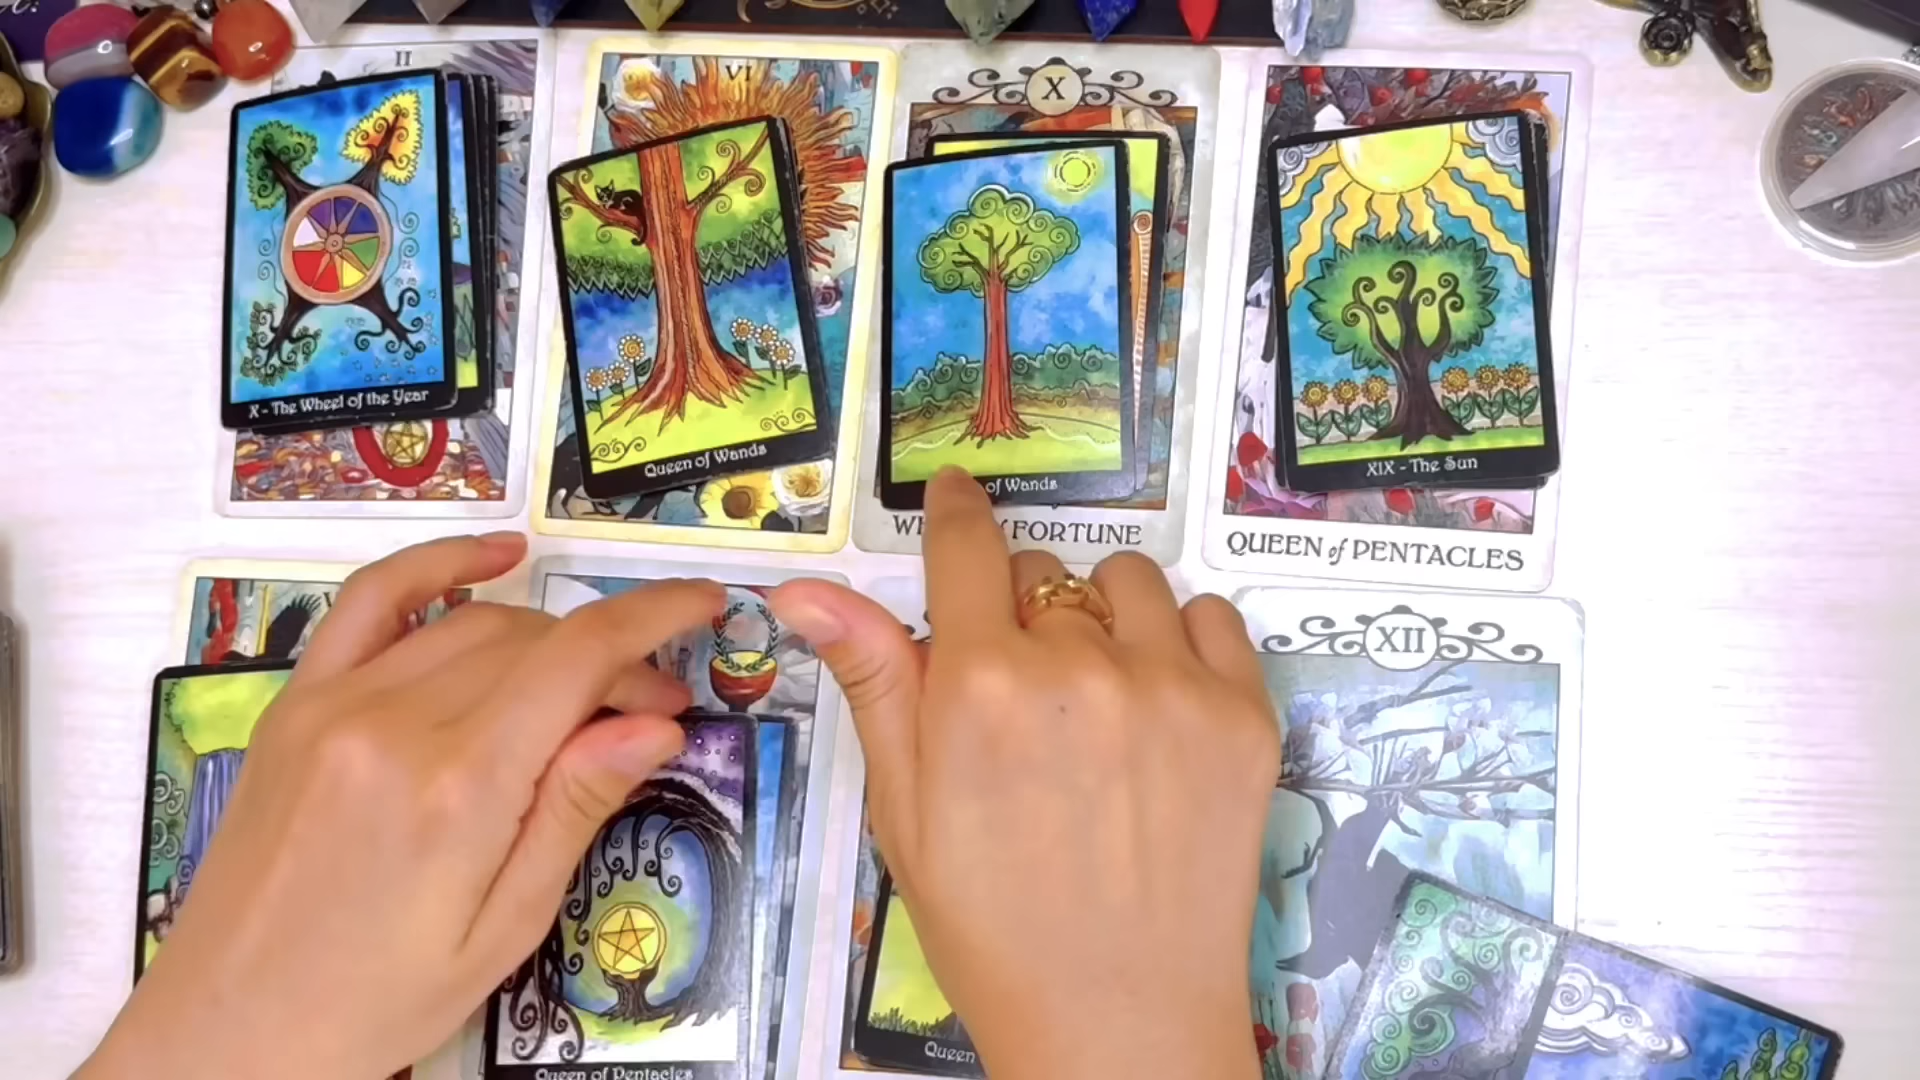 II
VI
X
X - The Wheel of the Year
Queen of Wands
of Wands
XIX - The Sun
OF FORTUNE
QUEEN of PENTACLES
XII
Queen
Queen of Pentacles